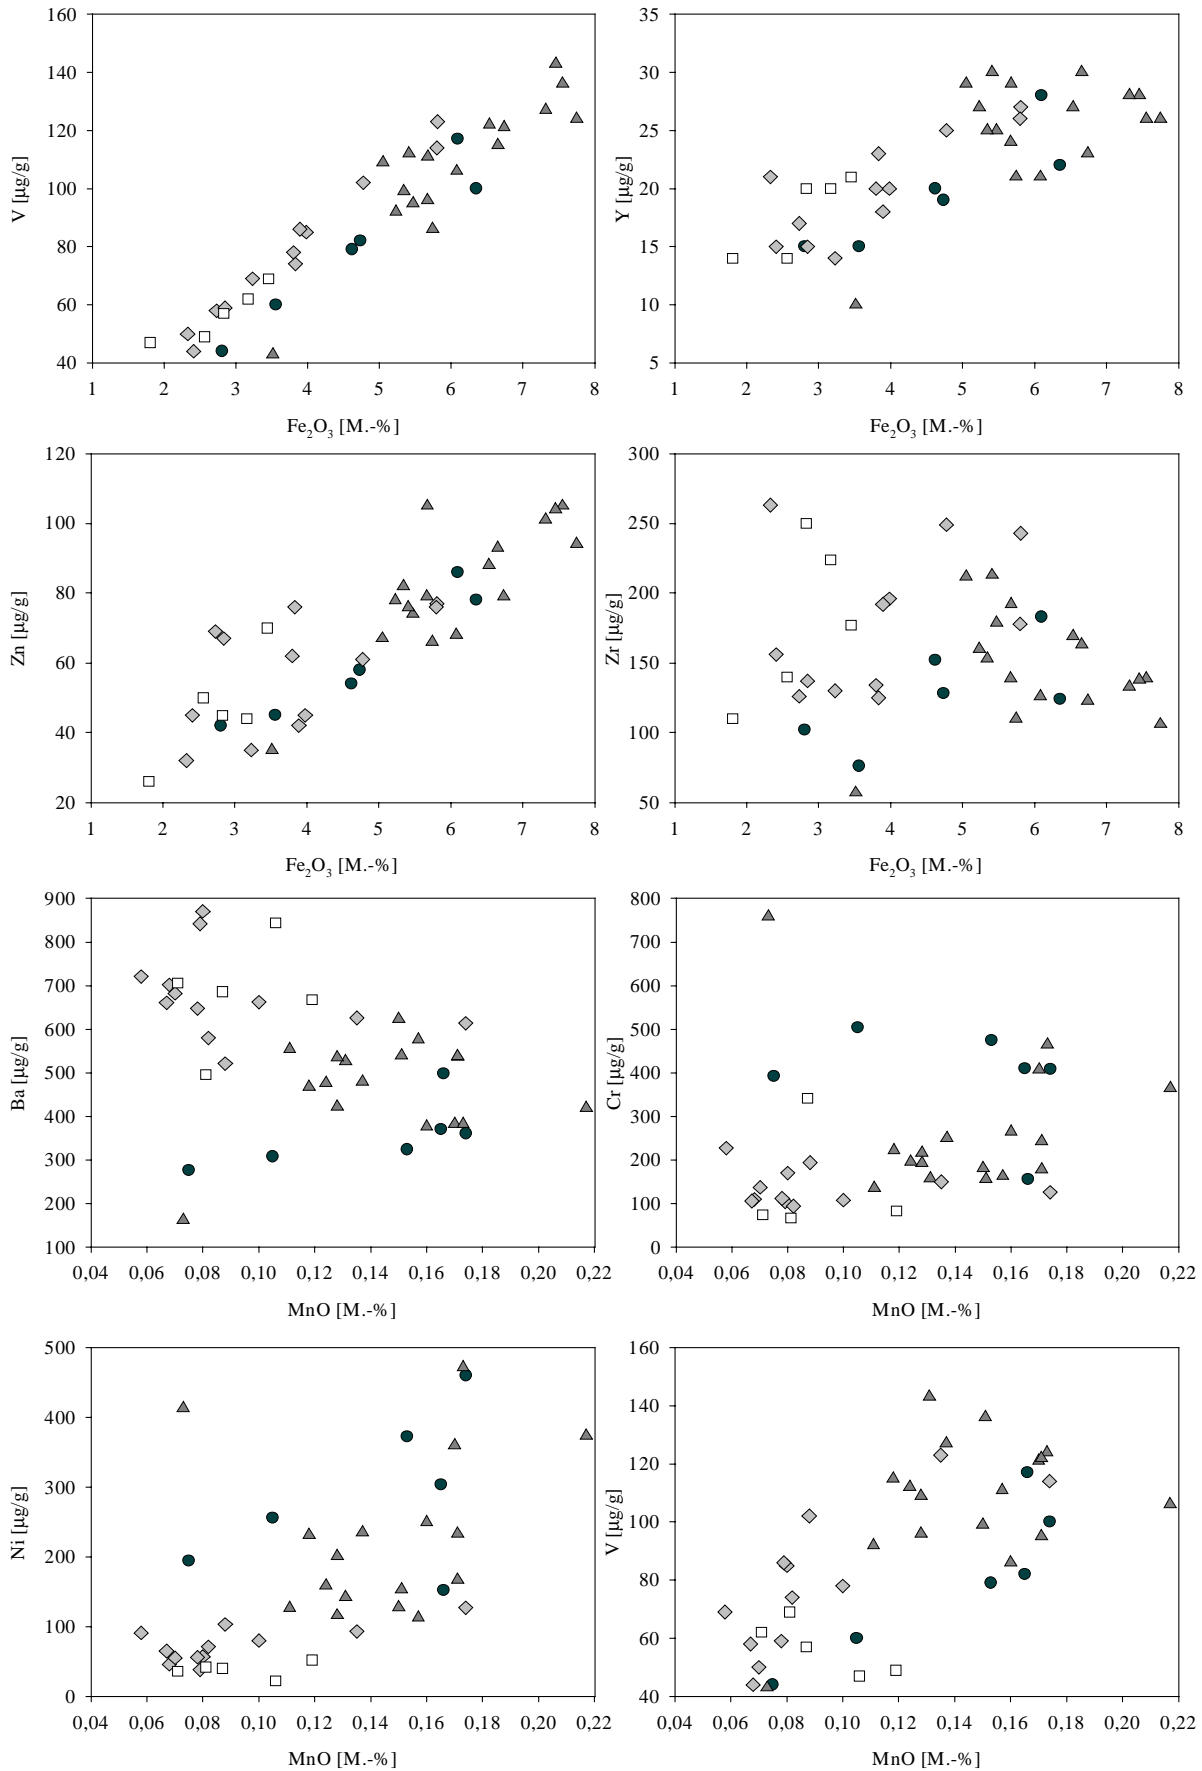 160
140
120
100
80
60
40
V [µg/g]
1 2 3 4 5 6 7 8
Fe₂O₃ [M.-%]
35
30
25
20
15
10
5
Y [µg/g]
1 2 3 4 5 6 7 8
Fe₂O₃ [M.-%]
120
100
80
60
40
20
Zn [µg/g]
1 2 3 4 5 6 7 8
Fe₂O₃ [M.-%]
300
250
200
150
100
50
Zr [µg/g]
1 2 3 4 5 6 7 8
Fe₂O₃ [M.-%]
900
800
700
600
500
400
300
200
100
Ba [µg/g]
0,04 0,06 0,08 0,10 0,12 0,14 0,16 0,18 0,20 0,22
MnO [M.-%]
800
700
600
500
400
300
200
100
0
Cr [µg/g]
0,04 0,06 0,08 0,10 0,12 0,14 0,16 0,18 0,20 0,22
MnO [M.-%]
500
400
300
200
100
0
Ni [µg/g]
0,04 0,06 0,08 0,10 0,12 0,14 0,16 0,18 0,20 0,22
MnO [M.-%]
160
140
120
100
80
60
40
V [µg/g]
0,04 0,06 0,08 0,10 0,12 0,14 0,16 0,18 0,20 0,22
MnO [M.-%]